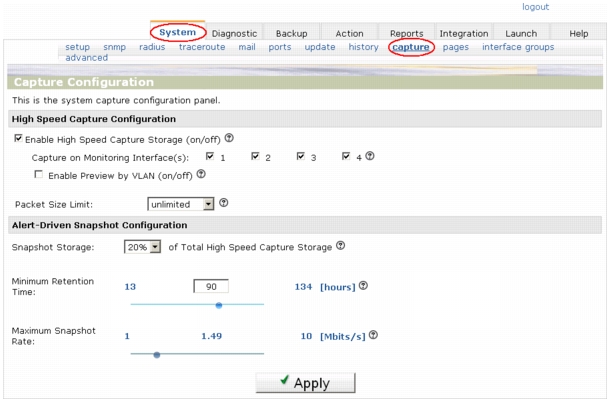 logout
System Diagnostic Backup Action Reports Integration Launch Help
setup snmp radius traceroute mail ports update history capture pages interface groups
advanced
Capture Configuration
This is the system capture configuration panel.
High Speed Capture Configuration
Enable High Speed Capture Storage (on/off) ?
Capture on Monitoring Interface(s): 1 2 3 4 ?
Enable Preview by VLAN (on/off) ?
Packet Size Limit: unlimited ?
Alert-Driven Snapshot Configuration
Snapshot Storage: 20% of Total High Speed Capture Storage ?
Minimum Retention
Time: 13 90 134 [hours] ?
Maximum Snapshot
Rate: 1 1.49 10 [Mbits/s] ?
Apply